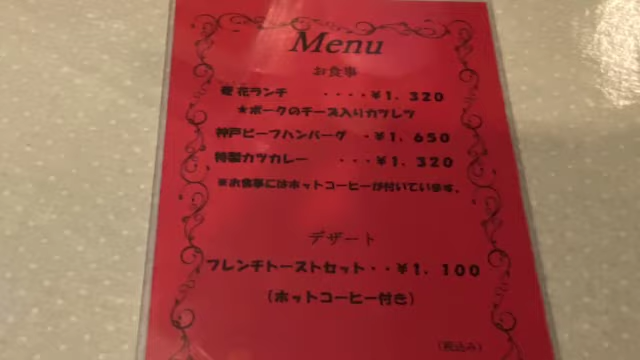 Menu
お食事
花ランチ ・・・・¥1，320
★ポークのチーズ入りカツレツ
神戸ビーフハンバーグ ・¥1，650
特製カツカレー ・・・¥1，320
※お食事にはホットコーヒーが付いています。
デザート
フレンチトーストセット・・¥1，100
（ホットコーヒー付き）
（税込み）